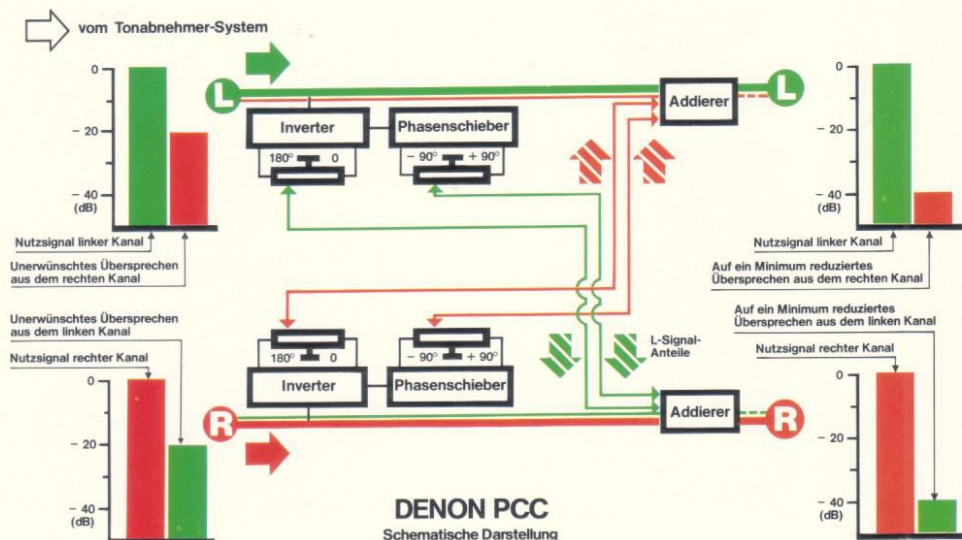 vom Tonabnehmer-System
0
- 20
- 40
(dB)
Nutzsignal linker Kanal
Unerwünschtes Übersprechen
aus dem rechten Kanal
L
Inverter
Phasenschieber
180° 0
- 90° + 90°
Addierer
L
0
- 20
- 40
(dB)
Nutzsignal linker Kanal
Auf ein Minimum reduziertes
Übersprechen aus dem rechten Kanal
Unerwünschtes Übersprechen
aus dem linken Kanal
Nutzsignal rechter Kanal
0
- 20
- 40
(dB)
180° 0
- 90° + 90°
Inverter
Phasenschieber
R
L-Signal-
Anteile
Addierer
R
Auf ein Minimum reduziertes
Übersprechen aus dem linken Kanal
Nutzsignal rechter Kanal
0
- 20
- 40
(dB)
DENON PCC
Schematische Darstellung